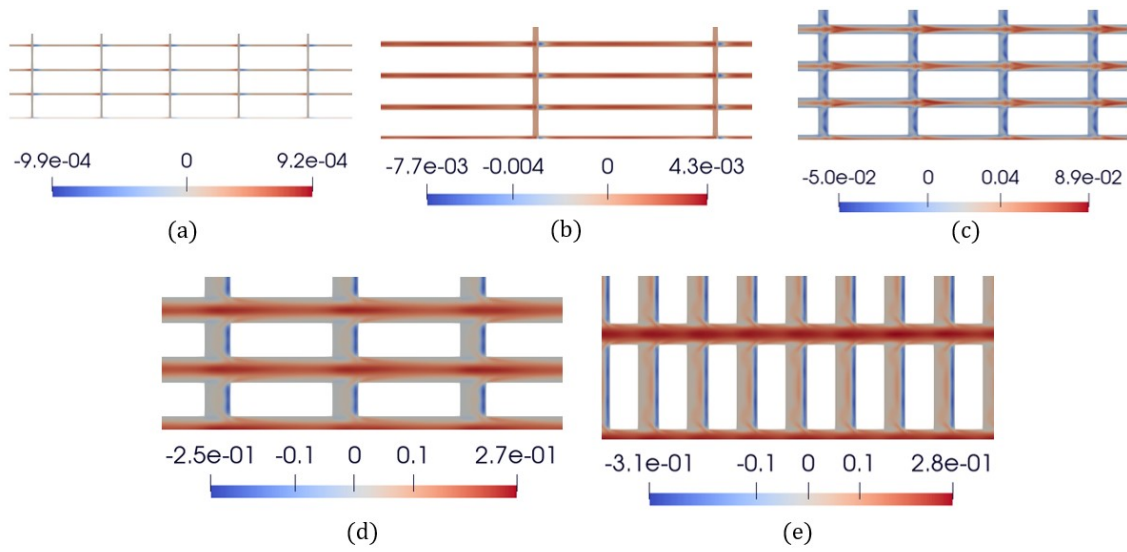 -9.9e-04 0 9.2e-04
(a)
-7.7e-03 -0.004 0 4.3e-03
(b)
-5.0e-02 0 0.04 8.9e-02
(c)
-2.5e-01 -0.1 0 0.1 2.7e-01
(d)
-3.1e-01 -0.1 0 0.1 2.8e-01
(e)